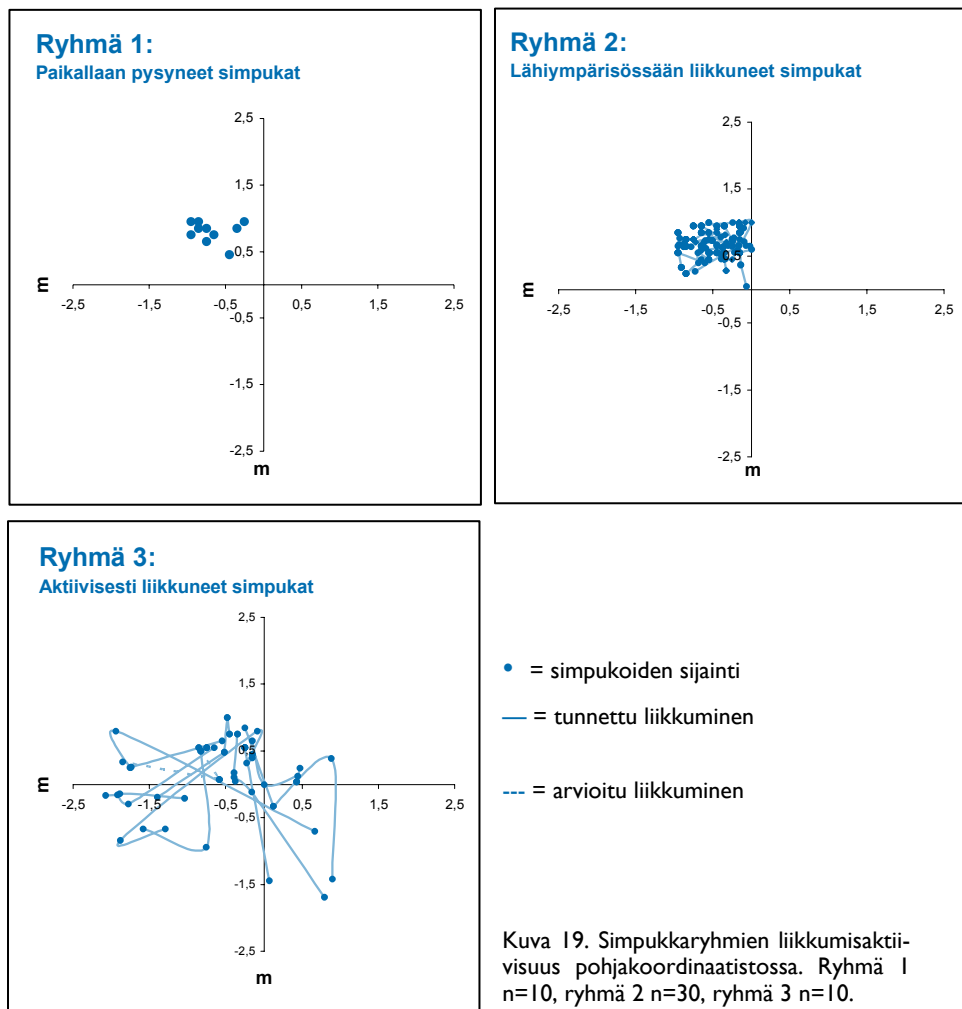 Ryhmä 1:
Paikallaan pysyneet simpukat
2,5
1,5
0,5
-2,5
-1,5
-0,5
0,5
1,5
2,5
-0,5
-1,5
-2,5
m
m
Ryhmä 2:
Lähiympärisössään liikkuneet simpukat
2,5
1,5
0,5
-2,5
-1,5
-0,5
0,5
1,5
2,5
-0,5
-1,5
-2,5
m
m
Ryhmä 3:
Aktiivisesti liikkuneet simpukat
2,5
1,5
0,5
-2,5
-1,5
-0,5
0,5
1,5
2,5
-0,5
-1,5
-2,5
m
m
= simpukoiden sijainti
= tunnettu liikkuminen
= arvioitu liikkuminen
Kuva 19. Simpukkaryhmien liikkumisaktii-
visuus pohjakoordinaatistossa. Ryhmä 1
n=10, ryhmä 2 n=30, ryhmä 3 n=10.